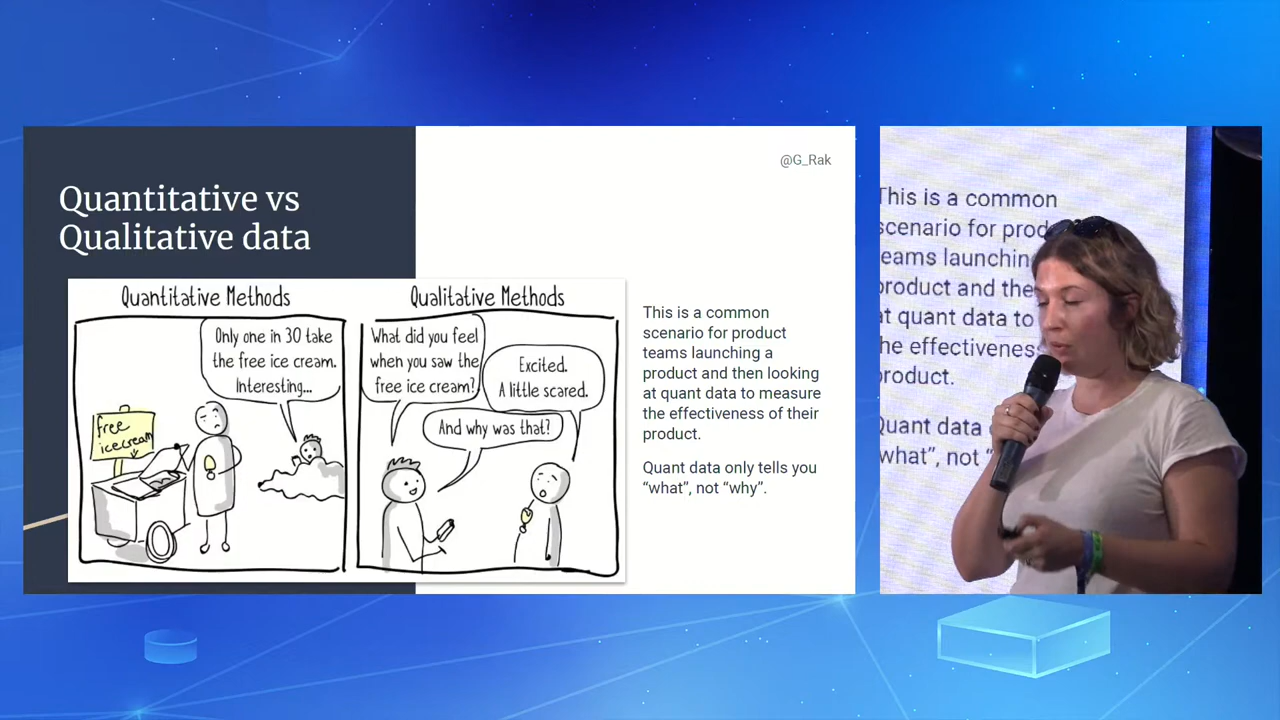 @G_Rak
Quantitative vs
Qualitative data
Quantitative Methods
Only one in 30 take
the free ice cream.
Interesting...
free
icecream
Qualitative Methods
What did you feel
when you saw the
free ice cream?
Excited.
A little scared.
And why was that?
This is a common
scenario for product
teams launching a
product and then looking
at quant data to measure
the effectiveness of their
product.
Quant data only tells you
“what”, not “why”.
This is a common
scenario for prod
teams launchin
product and the
at quant data to
the effectiveness
product.
Quant data
“what”, not “